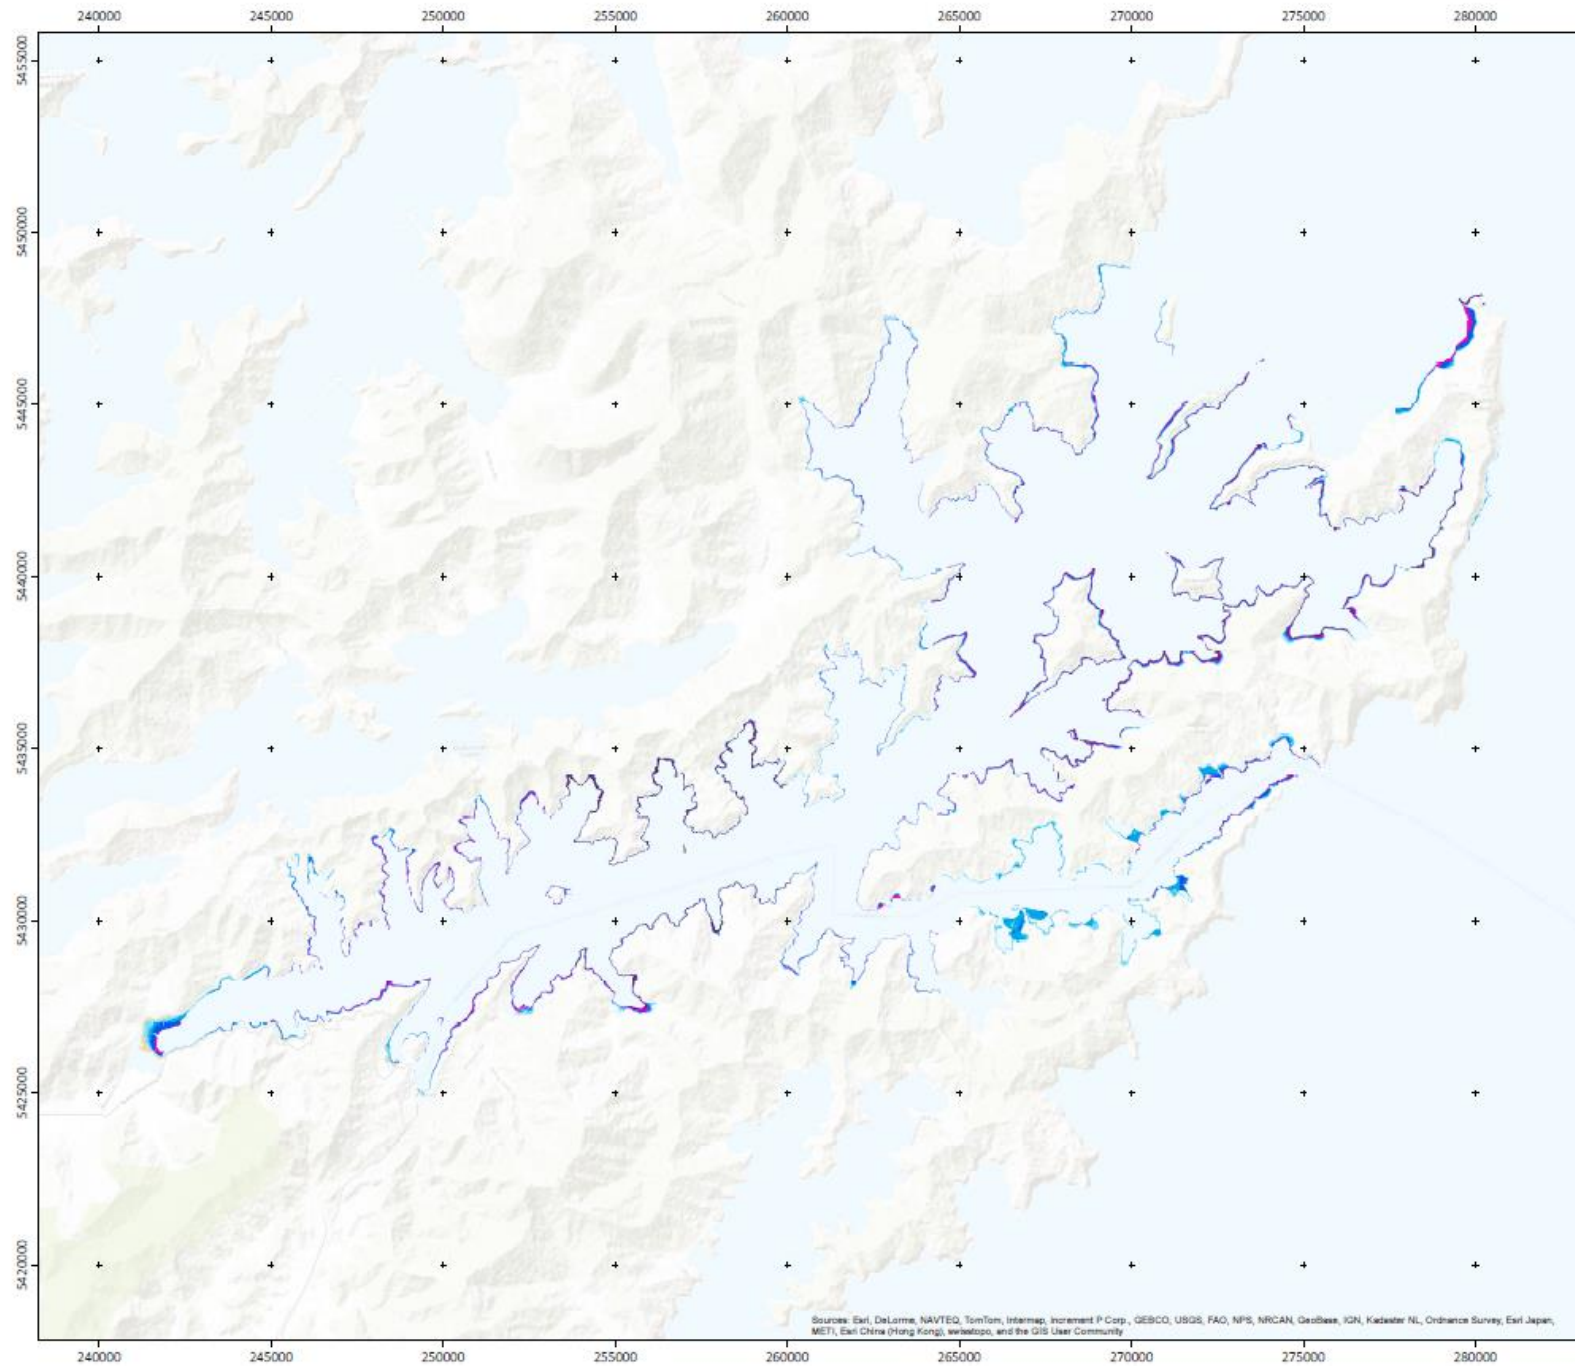 240000 245000 250000 255000 260000 265000 270000 275000 280000
5455000
5450000
5445000
5440000
5435000
5430000
5425000
5420000
Sources: Esri, DeLorme, NAVTEQ, TomTom, Intermap, increment P Corp., GEBCO, USGS, FAO, NPS, NRCAN, GeoBase, IGN, Kadaster NL, Ordnance Survey, Esri Japan,
METI, Esri China (Hong Kong), swisstopo, and the GIS User Community
240000 245000 250000 255000 260000 265000 270000 275000 280000